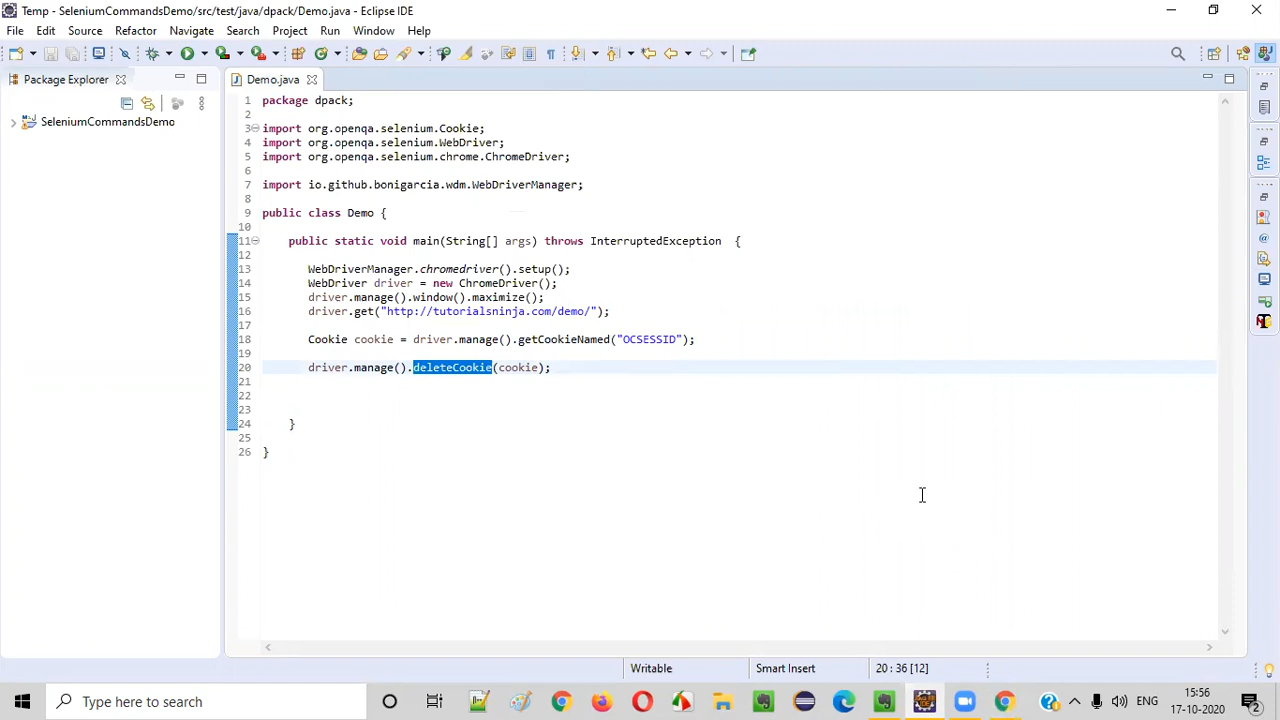 Temp - SeleniumCommandsDemo/src/test/java/dpack/Demo.java - Eclipse IDE
File Edit Source Refactor Navigate Search Project Run Window Help
Package Explorer
Demo.java
SeleniumCommandsDemo
1 package dpack;
2
3 import org.openqa.selenium.Cookie;
4 import org.openqa.selenium.WebDriver;
5 import org.openqa.selenium.chrome.ChromeDriver;
6
7 import io.github.bonigarcia.wdm.WebDriverManager;
8
9 public class Demo {
10
11 public static void main(String[] args) throws InterruptedException {
12
13 WebDriverManager.chromedriver().setup();
14 WebDriver driver = new ChromeDriver();
15 driver.manage().window().maximize();
16 driver.get("http://tutorialsninja.com/demo/");
17
18 Cookie cookie = driver.manage().getCookieNamed("OCSESSID");
19
20 driver.manage().deleteCookie(cookie);
21
22
23
24 }
25
26 }
Writable Smart Insert 20 : 36 [12]
Type here to search
ENG
15:56
17-10-2020
2